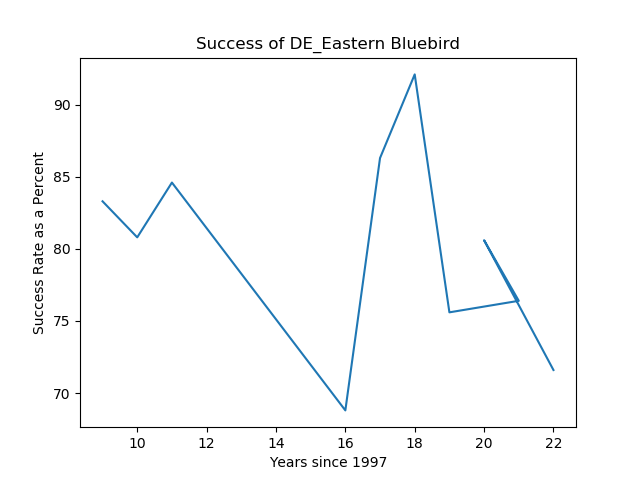 Success of DE_Eastern Bluebird
Success Rate as a Percent
90
85
80
75
70
10 12 14 16 18 20 22
Years since 1997